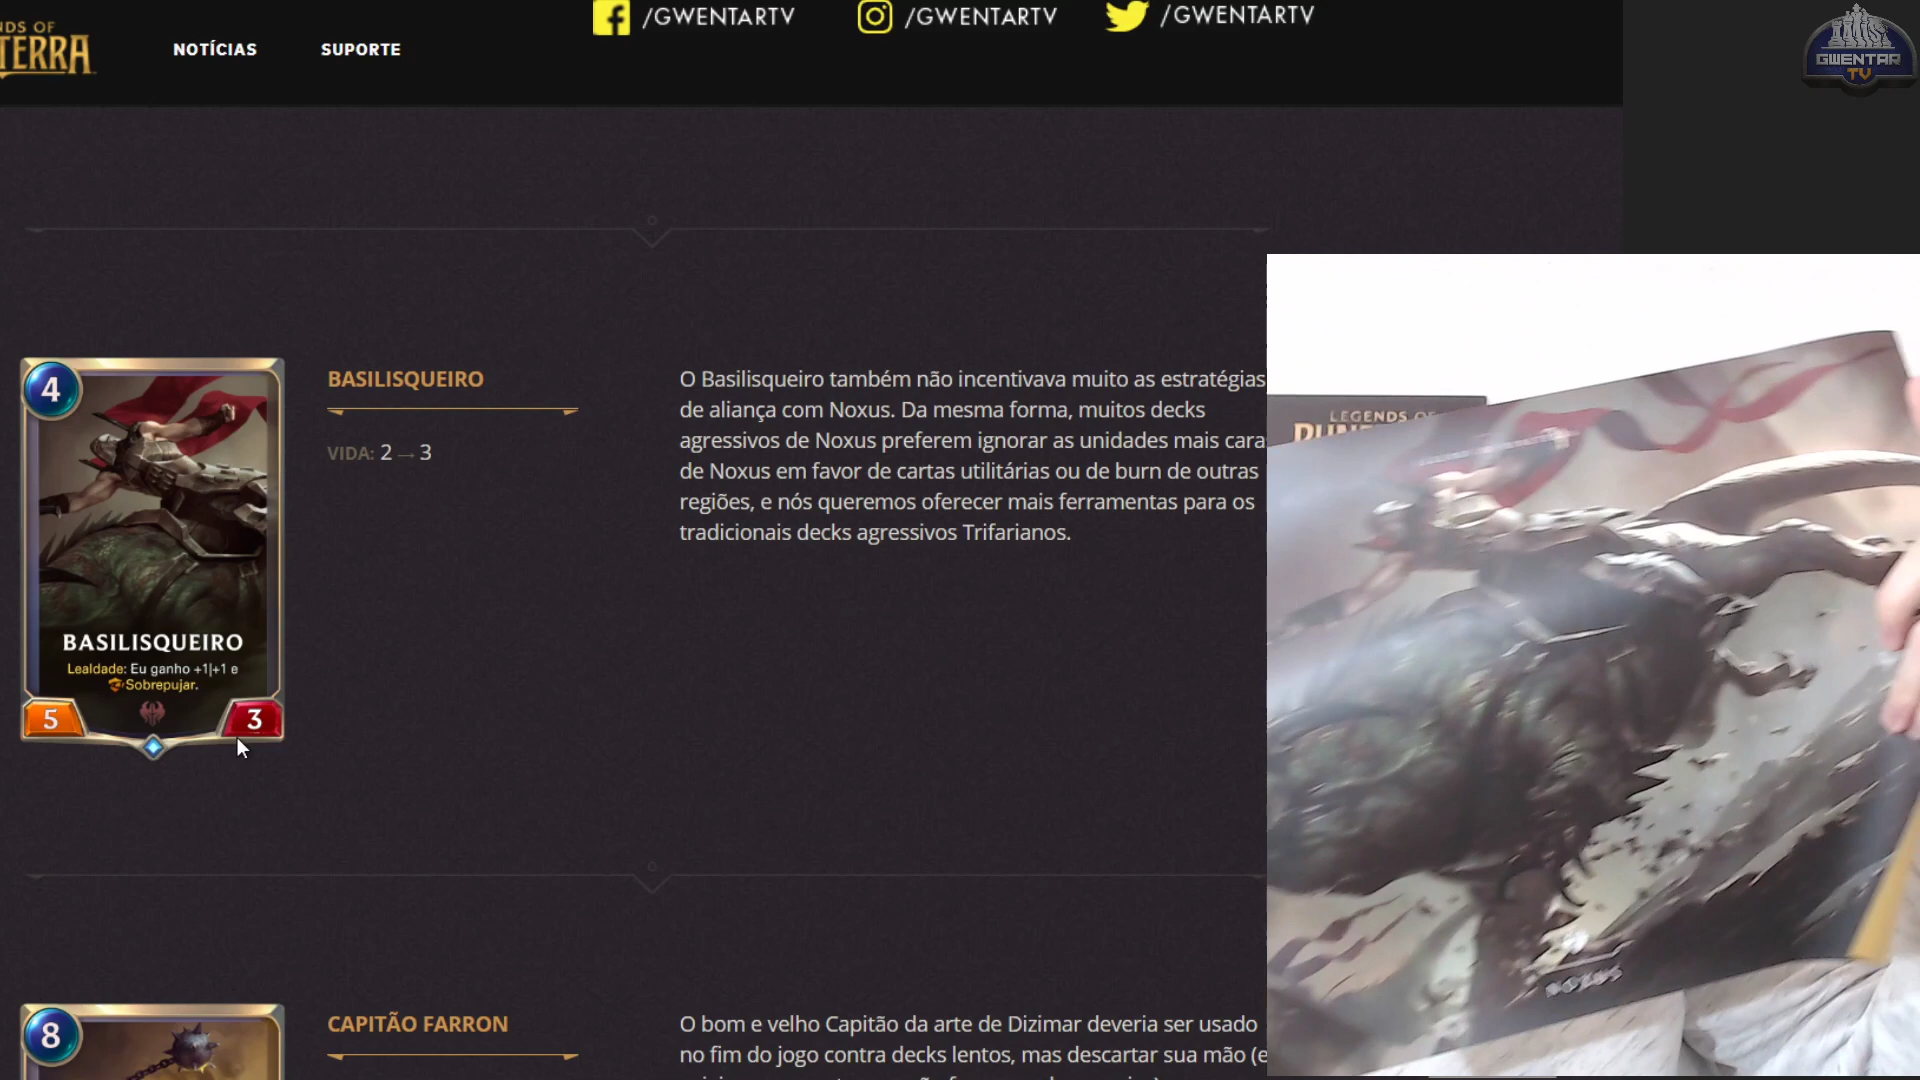 NDS OF
TERRA
NOTÍCIAS
SUPORTE
/GWENTARTV
/GWENTARTV
/GWENTARTV
GWENTAR
TV
4
BASILISQUEIRO
Lealdade: Eu ganho +1|+1 e
Sobrepujar.
5
3
BASILISQUEIRO
VIDA: 2 → 3
O Basilisqueiro também não incentivava muito as estratégias
de aliança com Noxus. Da mesma forma, muitos decks
agressivos de Noxus preferem ignorar as unidades mais cara
de Noxus em favor de cartas utilitárias ou de burn de outras
regiões, e nós queremos oferecer mais ferramentas para os
tradicionais decks agressivos Trifarianos.
LEGENDS OF
RUN
NOXUS
8
CAPITÃO FARRON
O bom e velho Capitão da arte de Dizimar deveria ser usado
no fim do jogo contra decks lentos, mas descartar sua mão (e